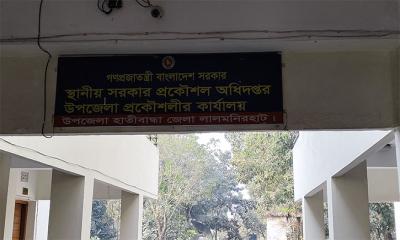 গণপ্রজাতন্ত্রী বাংলাদেশ সরকার
স্থানীয় সরকার প্রকৌশল অধিদপ্তর
উপজেলা প্রকৌশলীর কার্যালয়
উপজেলা হাতীবান্ধা জেলা লালমনিরহাট।